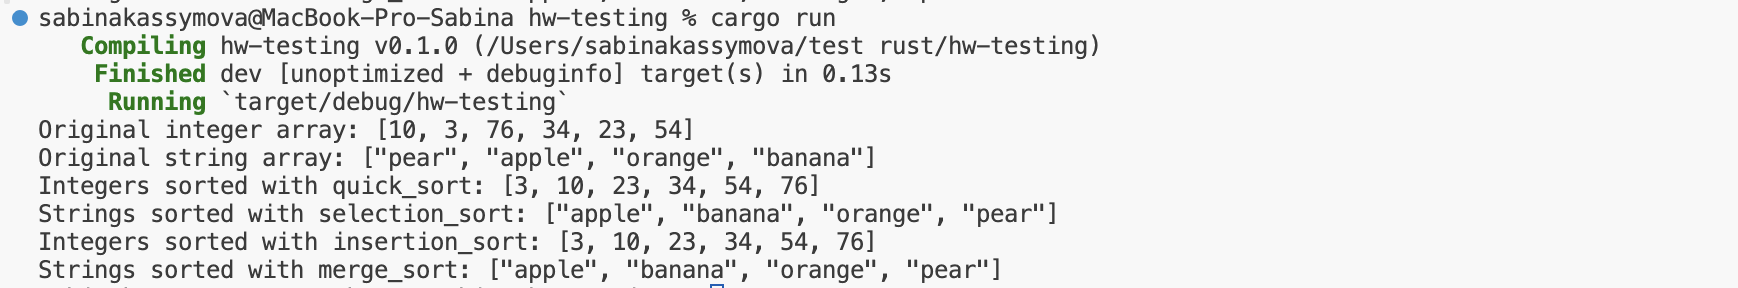 sabinakassymova@MacBook-Pro-Sabina hw-testing % cargo run
Compiling hw-testing v0.1.0 (/Users/sabinakassymova/test rust/hw-testing)
Finished dev [unoptimized + debuginfo] target(s) in 0.13s
Running `target/debug/hw-testing`
Original integer array: [10, 3, 76, 34, 23, 54]
Original string array: ["pear", "apple", "orange", "banana"]
Integers sorted with quick_sort: [3, 10, 23, 34, 54, 76]
Strings sorted with selection_sort: ["apple", "banana", "orange", "pear"]
Integers sorted with insertion_sort: [3, 10, 23, 34, 54, 76]
Strings sorted with merge_sort: ["apple", "banana", "orange", "pear"]